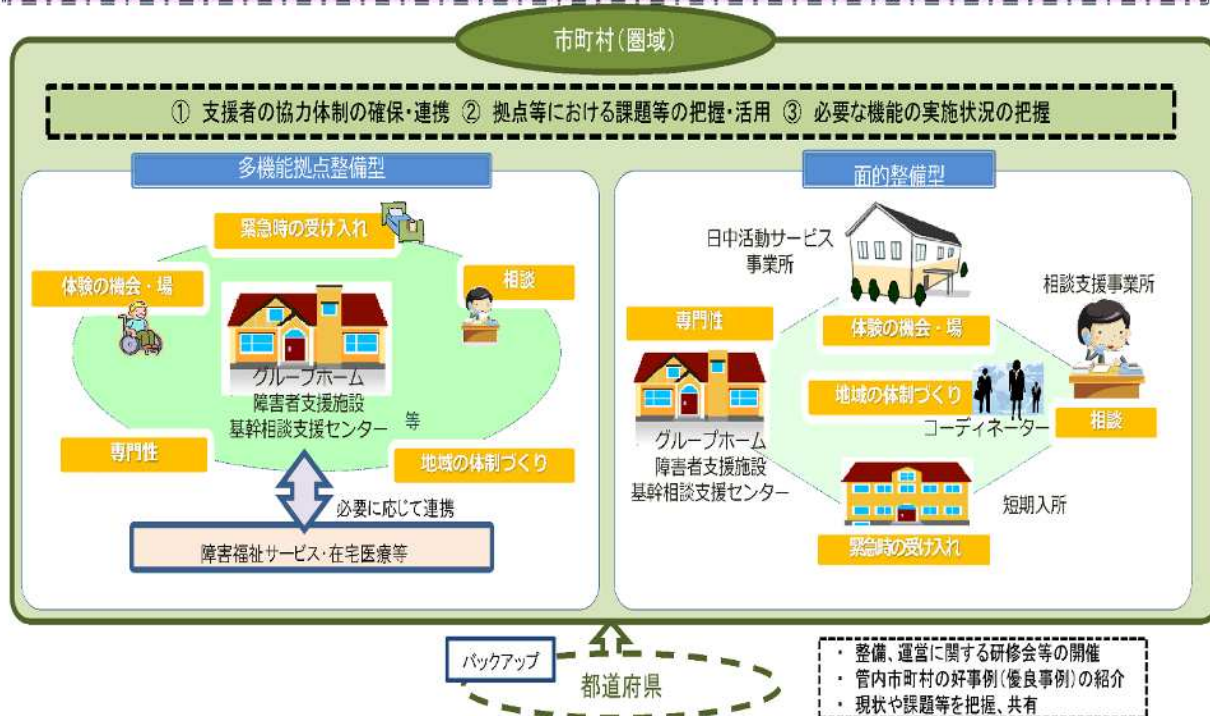 市町村(圏域)
① 支援者の協力体制の確保・連携 ② 拠点等における課題等の把握・活用 ③ 必要な機能の実施状況の把握
多機能拠点整備型
緊急時の受け入れ
体験の機会・場
相談
グループホーム
障害者支援施設
基幹相談支援センター 等
専門性
地域の体制づくり
必要に応じて連携
障害福祉サービス・在宅医療等
面的整備型
日中活動サービス
事業所
相談支援事業所
専門性
体験の機会・場
地域の体制づくり
コーディネーター
相談
グループホーム
障害者支援施設
基幹相談支援センター
短期入所
緊急時の受け入れ
バックアップ
都道府県
・ 整備、運営に関する研修会等の開催
・ 管内市町村の好事例(優良事例)の紹介
・ 現状や課題等を把握、共有